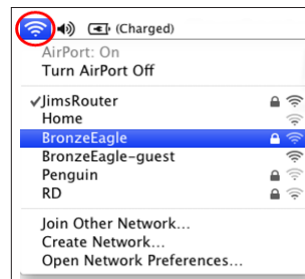 (Charged)
AirPort: On
Turn AirPort Off
✓JimsRouter
Home
BronzeEagle
BronzeEagle-guest
Penguin
RD
Join Other Network...
Create Network...
Open Network Preferences...